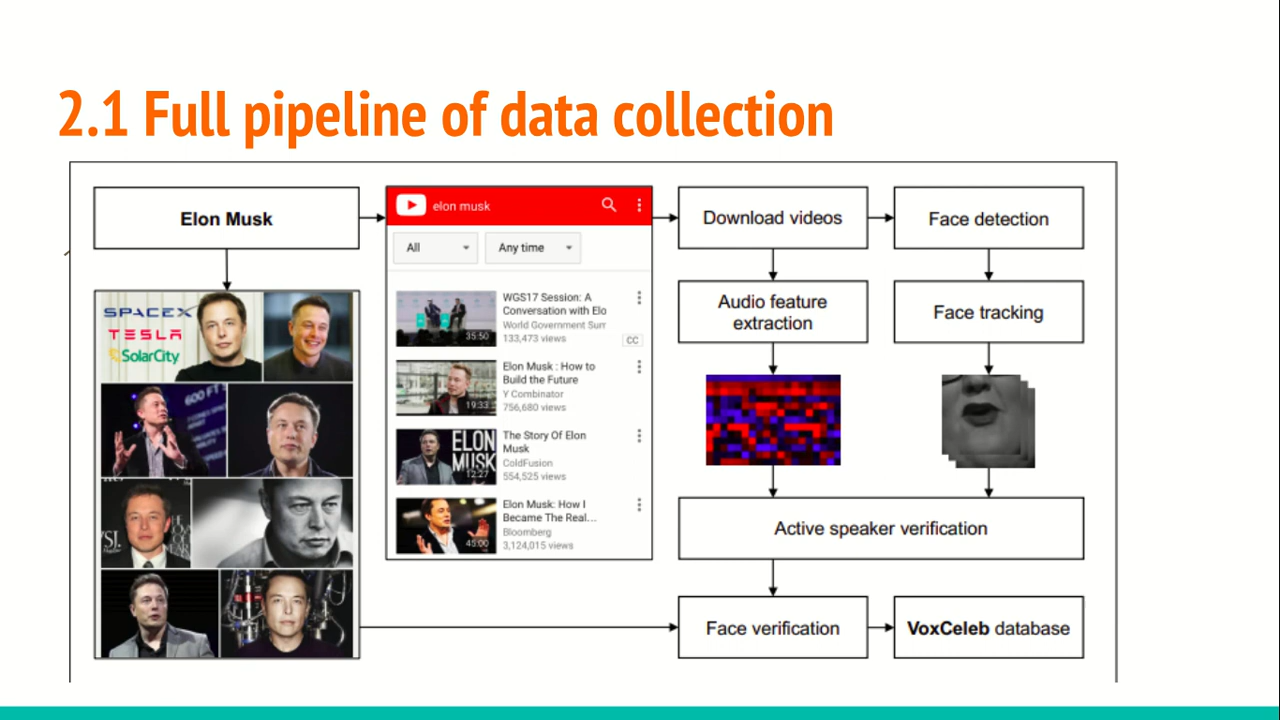 2.1 Full pipeline of data collection
Elon Musk
SPACEX
TESLA
SolarCity
600 FT
elon musk
All
Any time
WGS17 Session: A
Conversation with Elo
World Government Sum
133,473 views
CC
35:50
Elon Musk : How to
Build the Future
Y Combinator
756,680 views
19:33
The Story Of Elon
Musk
ColdFusion
554,525 views
ELON
MUSK
12:27
Elon Musk: How I
Became The Real...
Bloomberg
3,124,015 views
45:00
Download videos
Face detection
Audio feature
extraction
Face tracking
Active speaker verification
Face verification
VoxCeleb database